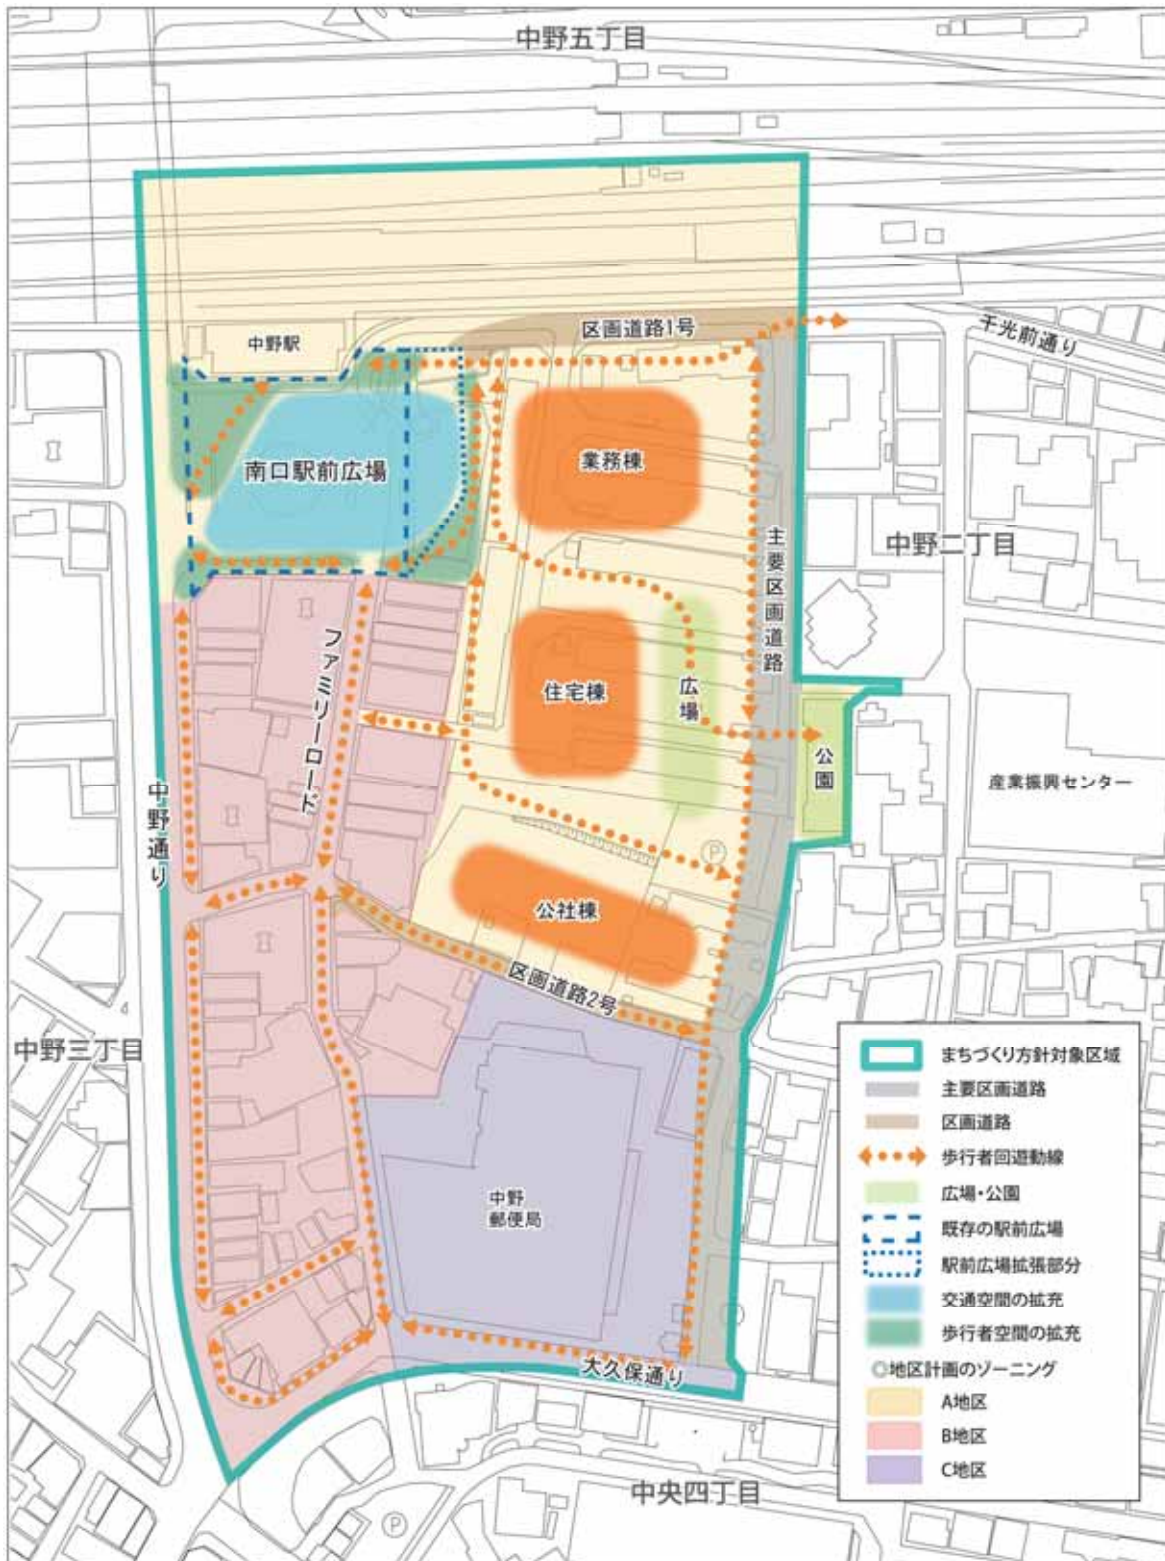 中野五丁目
区画道路1号
千光前通り
中野駅
南口駅前広場
業務棟
主要区画道路
中野二丁目
ファミリーロード
住宅棟
広場
公園
産業振興センター
中野通り
P
公社棟
区画道路2号
中野三丁目
中野
郵便局
大久保通り
中央四丁目
P
まちづくり方針対象区域
主要区画道路
区画道路
歩行者回遊動線
広場・公園
既存の駅前広場
駅前広場拡張部分
交通空間の拡充
歩行者空間の拡充
◎地区計画のゾーニング
A地区
B地区
C地区